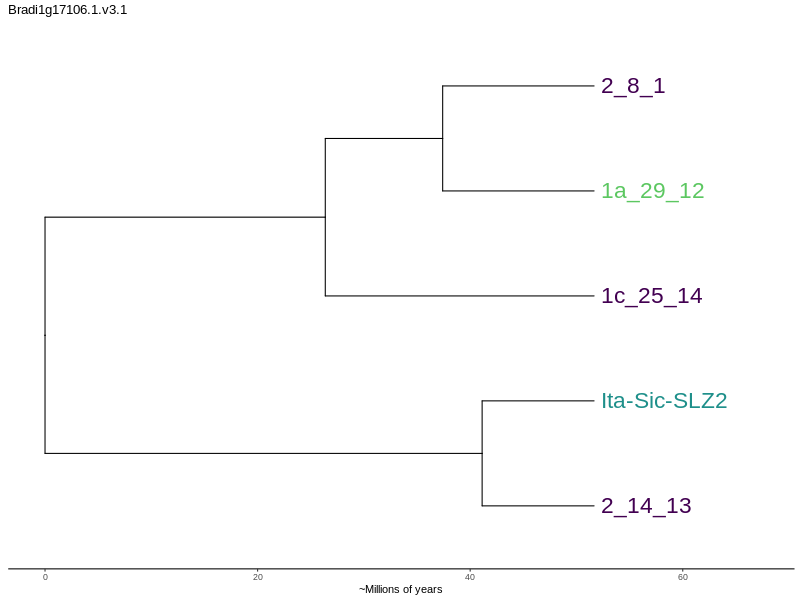 Bradi1g17106.1.v3.1
2_8_1
1a_29_12
1c_25_14
Ita-Sic-SLZ2
2_14_13
0 20 40 60
~Millions of years